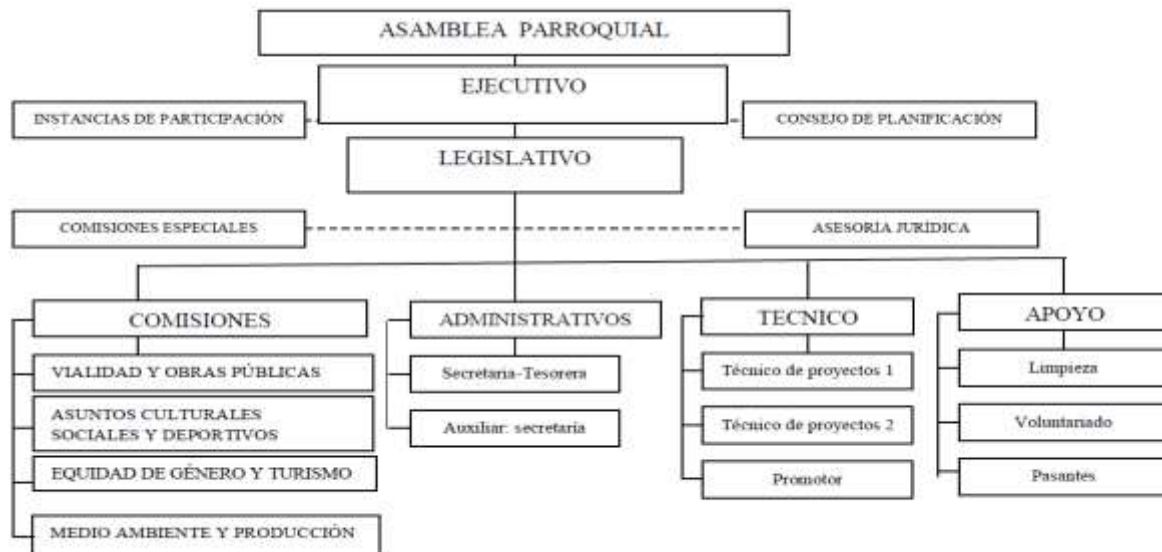 ASAMBLEA PARROQUIAL
EJECUTIVO
INSTANCIAS DE PARTICIPACIÓN
CONSEJO DE PLANIFICACIÓN
LEGISLATIVO
COMISIONES ESPECIALES
ASESORÍA JURÍDICA
COMISIONES
VIALIDAD Y OBRAS PÚBLICAS
ASUNTOS CULTURALES
SOCIALES Y DEPORTIVOS
EQUIDAD DE GÉNERO Y TURISMO
MEDIO AMBIENTE Y PRODUCCIÓN
ADMINISTRATIVOS
Secretaria-Tesorera
Auxiliar: secretaría
TECNICO
Técnico de proyectos 1
Técnico de proyectos 2
Promotor
APOYO
Limpieza
Voluntariado
Pasantes